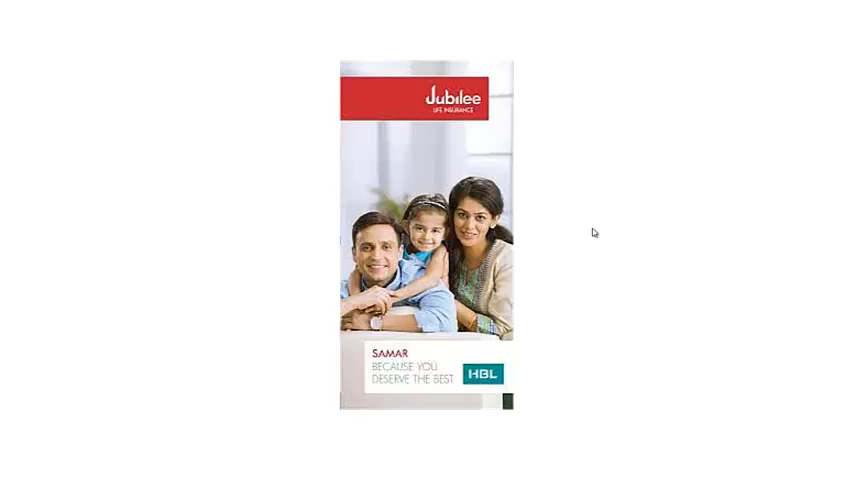 Jubilee
LIFE INSURANCE
SAMAR
BECAUSE YOU
DESERVE THE BEST
HBL